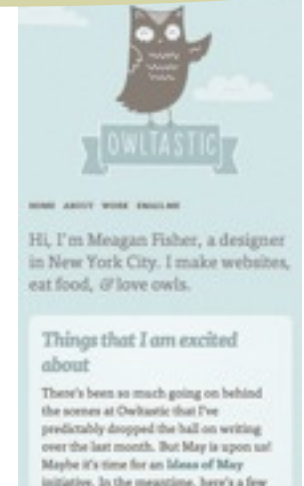 OWLTASTIC
HOME ABOUT WORK EMAIL ME
Hi, I'm Meagan Fisher, a designer
in New York City. I make websites,
eat food, & love owls.
Things that I am excited
about
There's been so much going on behind
the scenes at Owltastic that I've
predictably dropped the ball on writing
over the last month. But May is upon us!
Maybe it's time for an Ideas of May
initiative. In the meantime, here's a few